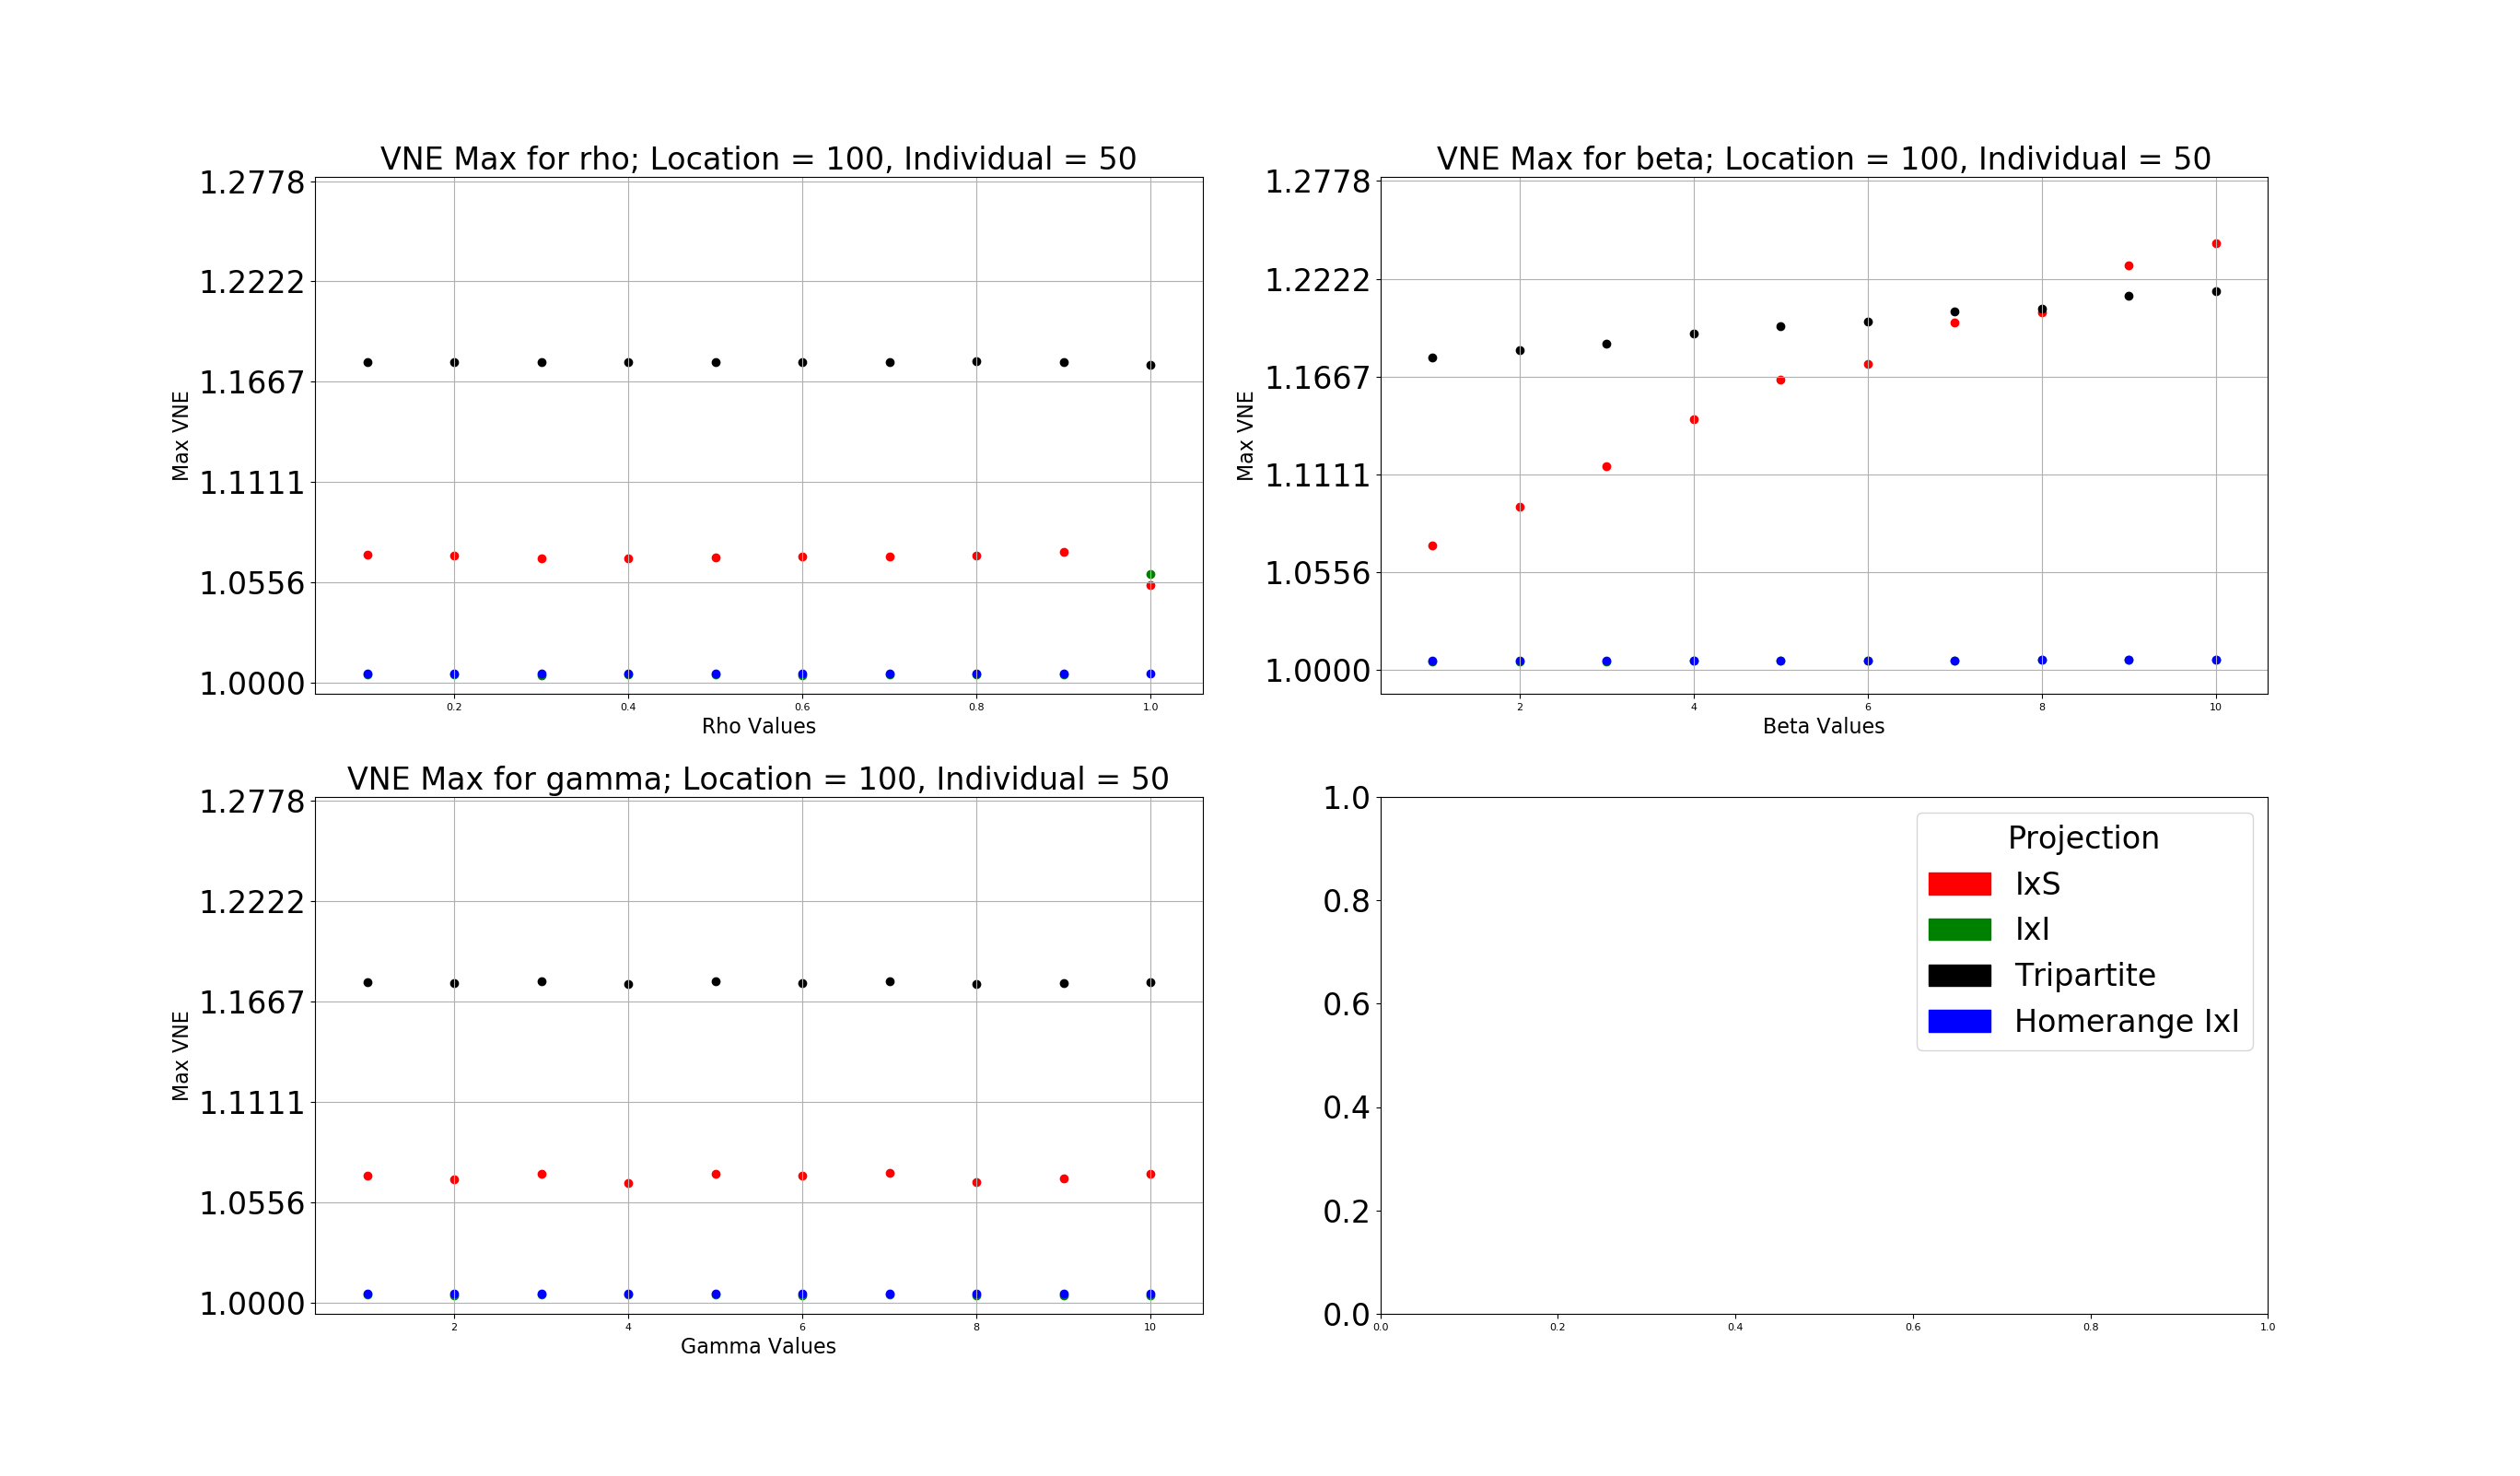 VNE Max for rho; Location = 100, Individual = 50
1.2778
1.2222
1.1667
1.1111
1.0556
1.0000
Max VNE
0.2 0.4 0.6 0.8 1.0
Rho Values
VNE Max for beta; Location = 100, Individual = 50
1.2778
1.2222
1.1667
1.1111
1.0556
1.0000
Max VNE
2 4 6 8 10
Beta Values
VNE Max for gamma; Location = 100, Individual = 50
1.2778
1.2222
1.1667
1.1111
1.0556
1.0000
Max VNE
2 4 6 8 10
Gamma Values
1.0
0.8
0.6
0.4
0.2
0.0
0.0 0.2 0.4 0.6 0.8 1.0
Projection
IxS
IxI
Tripartite
Homerange IxI